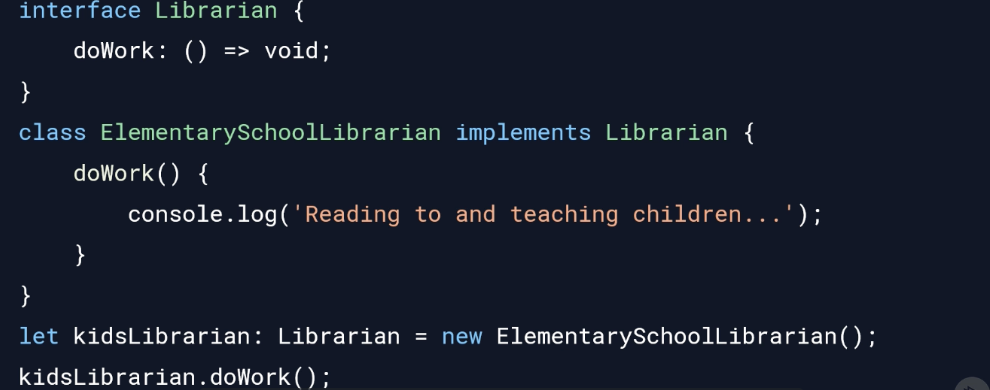 interface Librarian {
    doWork: () => void;
}
class ElementarySchoolLibrarian implements Librarian {
    doWork() {
        console.log('Reading to and teaching children...');
    }
}
let kidsLibrarian: Librarian = new ElementarySchoolLibrarian();
kidsLibrarian.doWork();